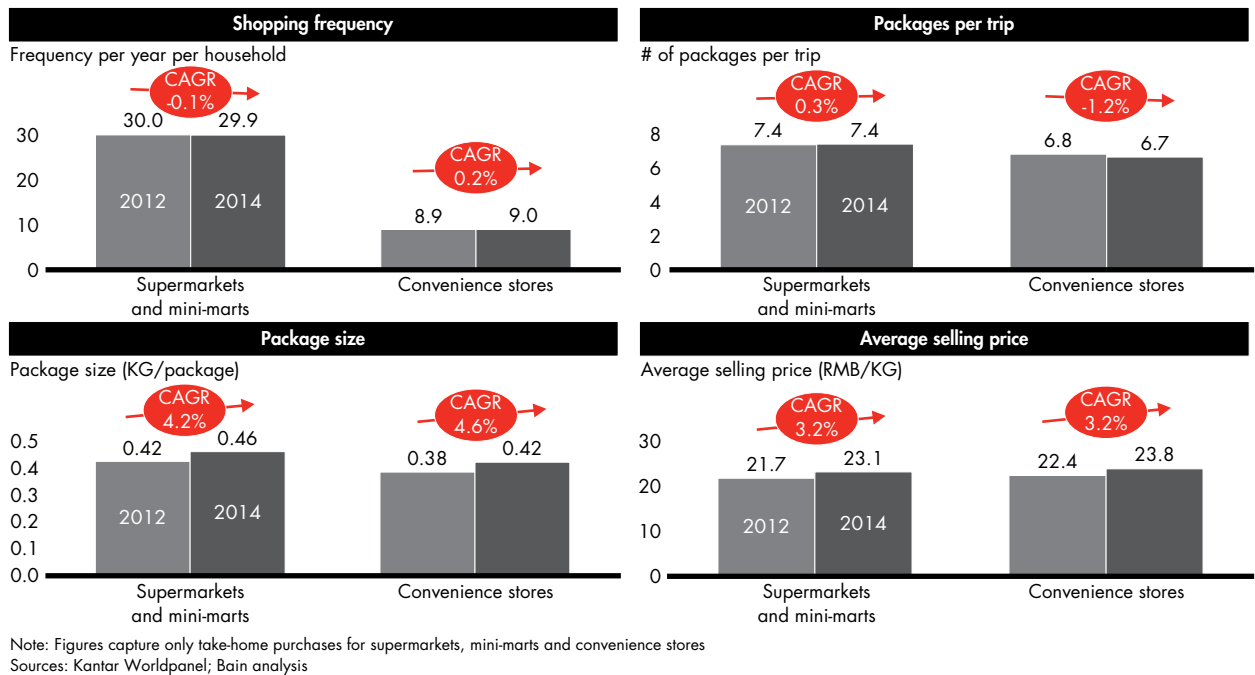 Shopping frequency
Frequency per year per household
CAGR
-0.1%
30.0
29.9
CAGR
0.2%
8.9
9.0
30
20
10
0
2012
2014
Supermarkets
and mini-marts
Convenience stores
Packages per trip
# of packages per trip
CAGR
0.3%
7.4
7.4
CAGR
-1.2%
6.8
6.7
8
6
4
2
0
2012
2014
Supermarkets
and mini-marts
Convenience stores
Package size
Package size (KG/package)
CAGR
4.2%
0.42
0.46
CAGR
4.6%
0.38
0.42
0.5
0.4
0.3
0.2
0.1
0.0
2012
2014
Supermarkets
and mini-marts
Convenience stores
Average selling price
Average selling price (RMB/KG)
CAGR
3.2%
21.7
23.1
CAGR
3.2%
22.4
23.8
30
20
10
0
2012
2014
Supermarkets
and mini-marts
Convenience stores
Note: Figures capture only take-home purchases for supermarkets, mini-marts and convenience stores
Sources: Kantar Worldpanel; Bain analysis